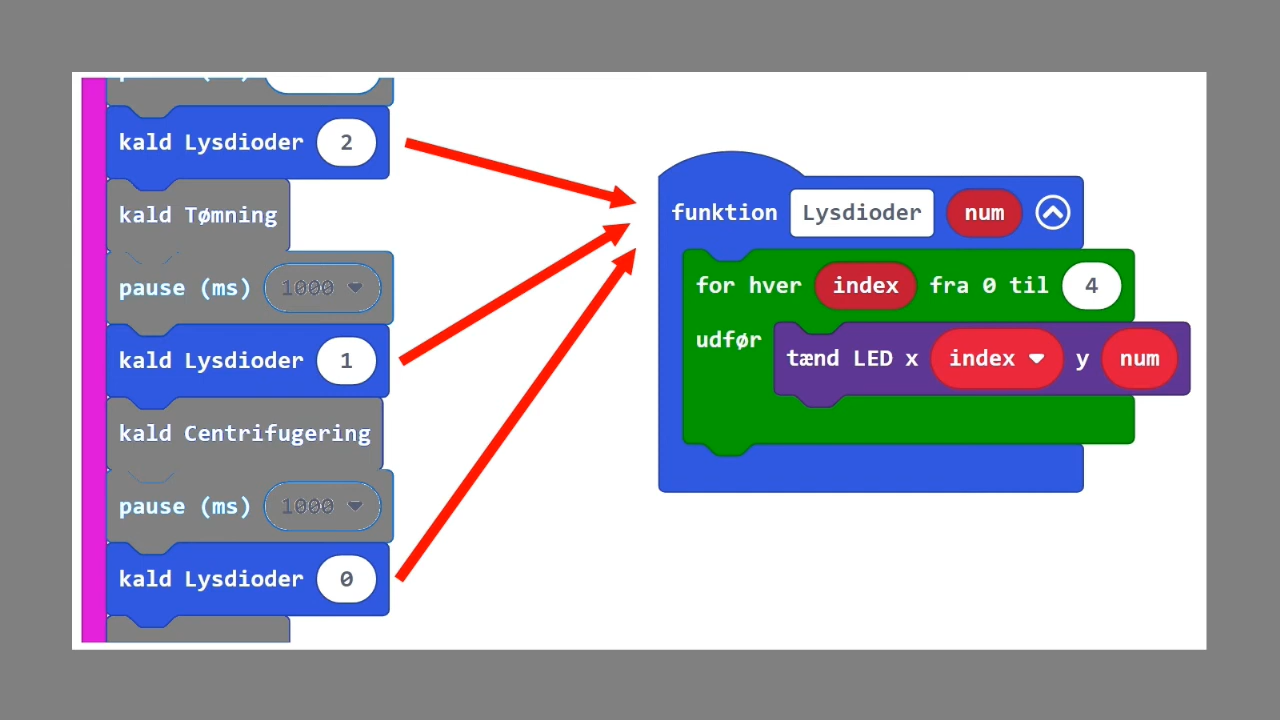 kald Lysdioder 2
kald Tømning
pause (ms) 1000
kald Lysdioder 1
kald Centrifugering
pause (ms) 1000
kald Lysdioder 0
funktion Lysdioder num
for hver index fra 0 til 4
udfør
tænd LED x index y num